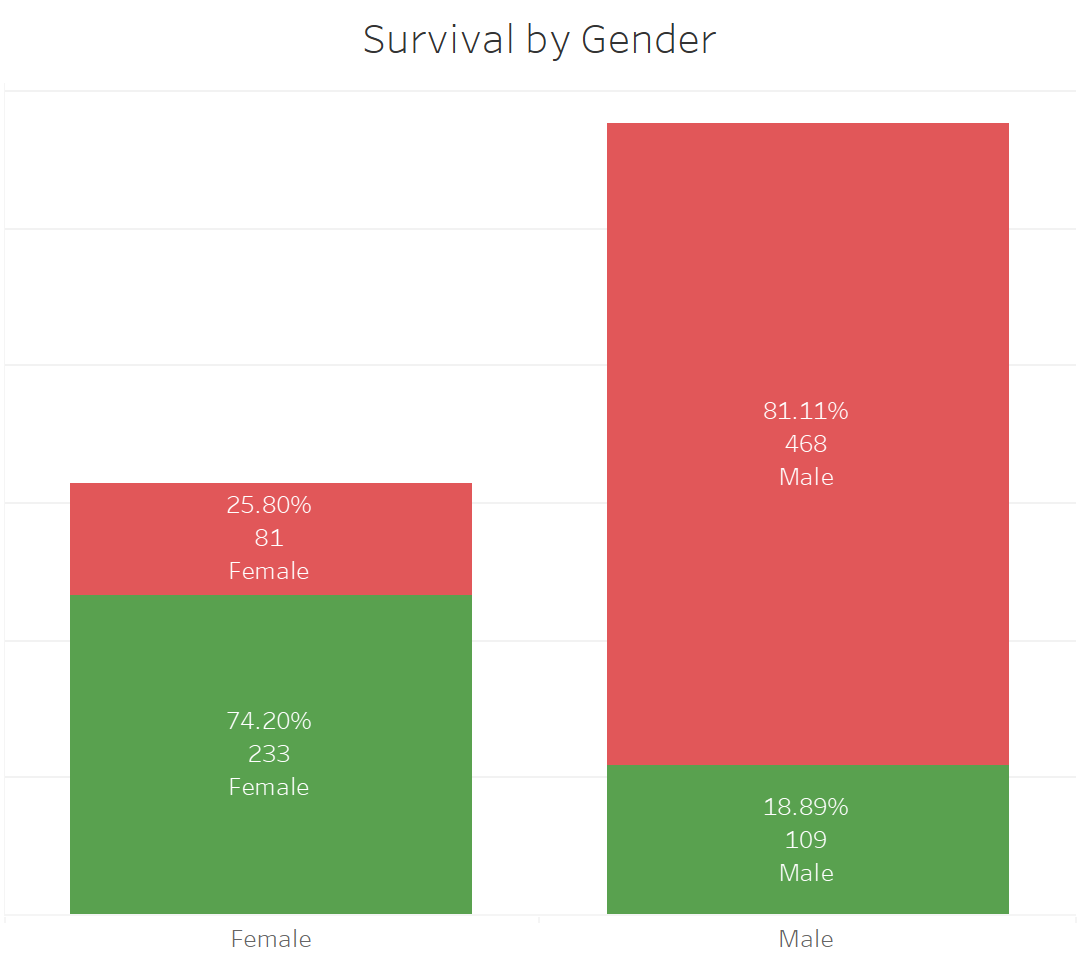 Survival by Gender
25.80%
81
Female
74.20%
233
Female
81.11%
468
Male
18.89%
109
Male
Female
Male